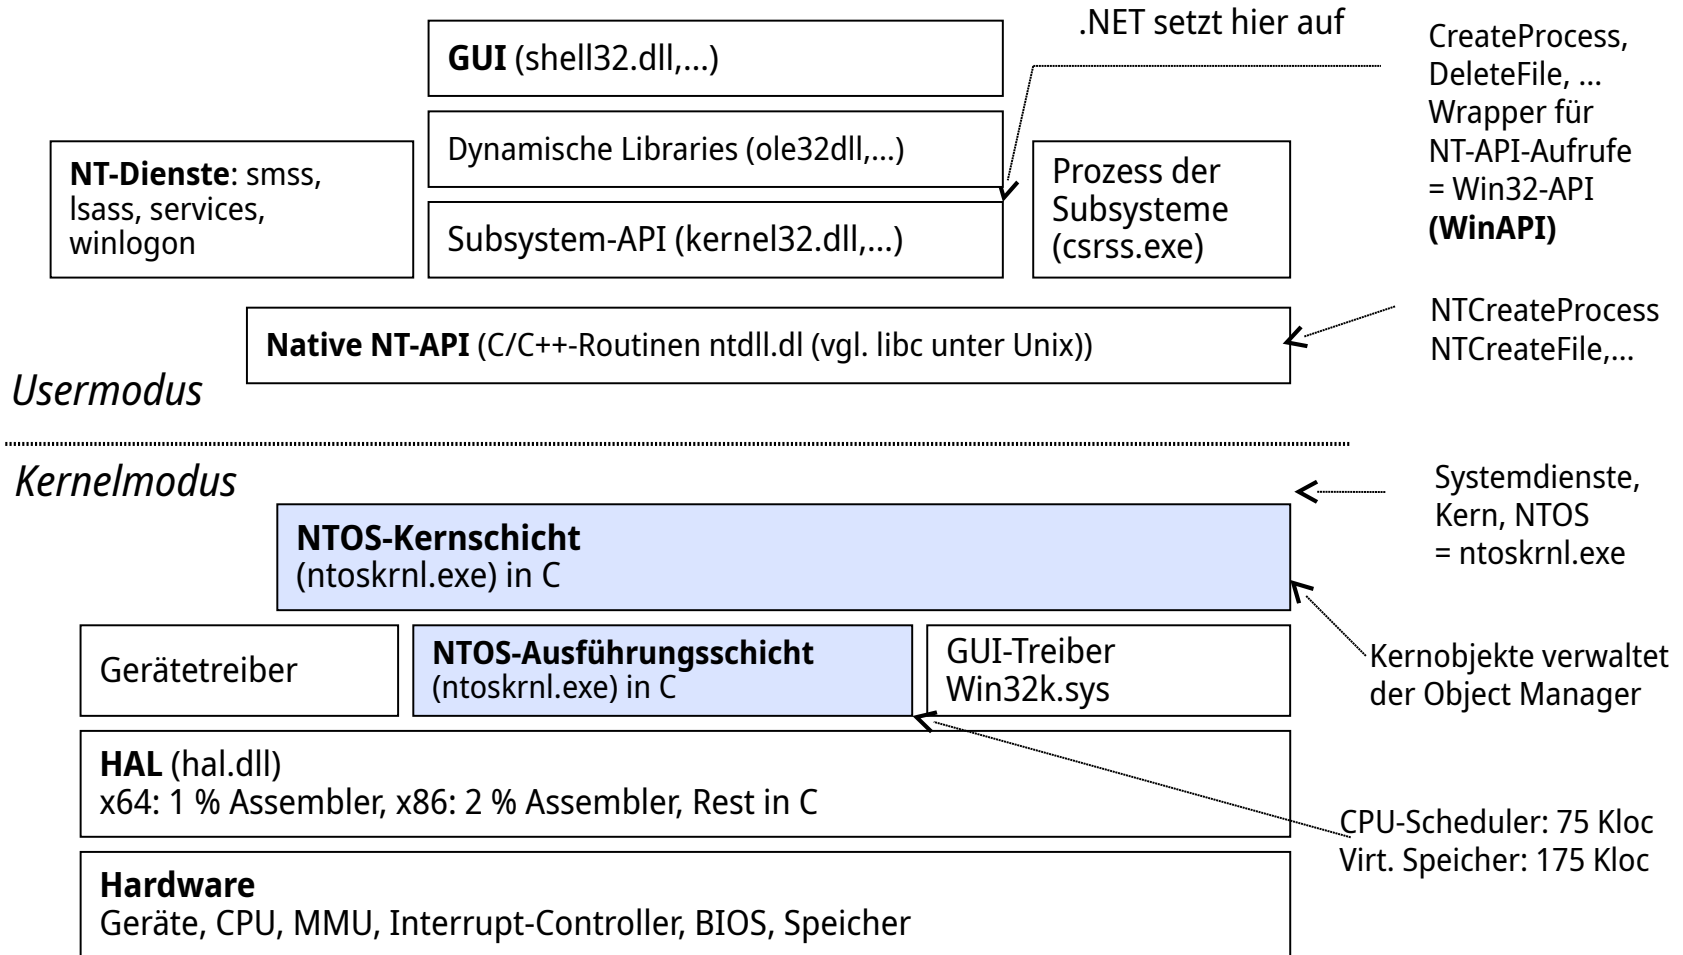 .NET setzt hier auf
GUI (shell32.dll,...)
CreateProcess,
DeleteFile, ...
Wrapper für
NT-API-Aufrufe
= Win32-API
(WinAPI)
Dynamische Libraries (ole32dll,...)
NT-Dienste: smss,
lsass, services,
winlogon
Prozess der
Subsysteme
(csrss.exe)
Subsystem-API (kernel32.dll,...)
Native NT-API (C/C++-Routinen ntdll.dl (vgl. libc unter Unix))
NTCreateProcess
NTCreateFile,...
Usermodus
Kernelmodus
Systemdienste,
Kern, NTOS
= ntoskrnl.exe
NTOS-Kernschicht
(ntoskrnl.exe) in C
Gerätetreiber
NTOS-Ausführungsschicht
(ntoskrnl.exe) in C
GUI-Treiber
Win32k.sys
Kernobjekte verwaltet
der Object Manager
HAL (hal.dll)
x64: 1 % Assembler, x86: 2 % Assembler, Rest in C
CPU-Scheduler: 75 Kloc
Virt. Speicher: 175 Kloc
Hardware
Geräte, CPU, MMU, Interrupt-Controller, BIOS, Speicher